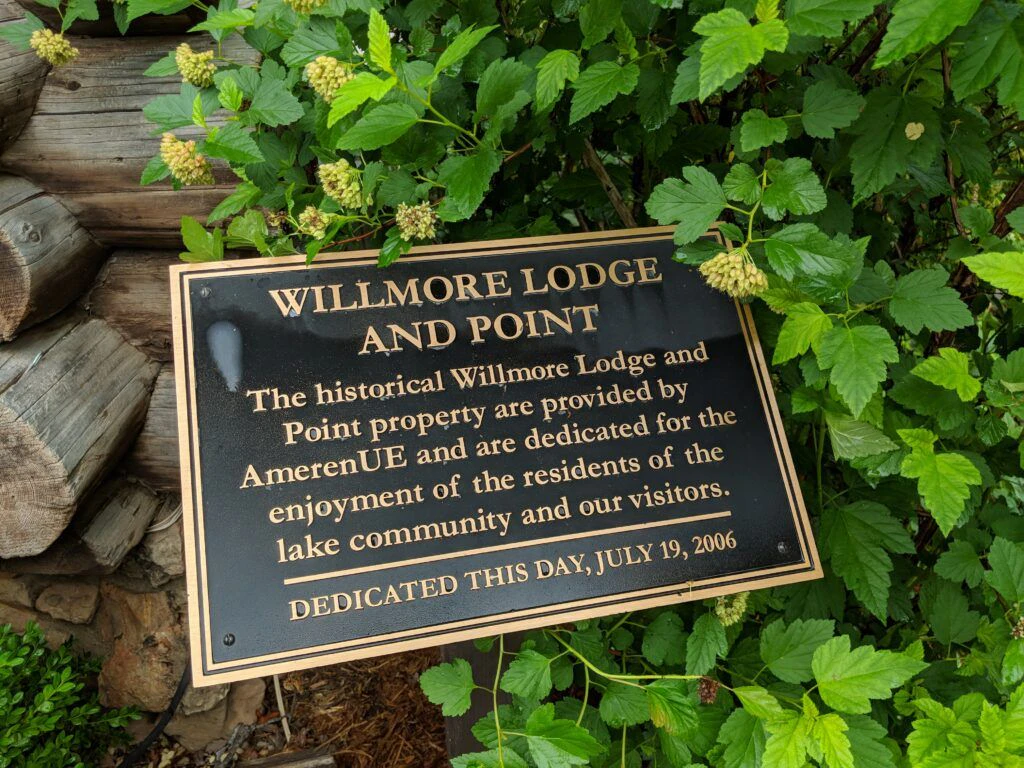 WILLMORE LODGE
AND POINT
The historical Willmore Lodge and
Point property are provided by
AmerenUE and are dedicated for the
enjoyment of the residents of the
lake community and our visitors.
DEDICATED THIS DAY, JULY 19, 2006